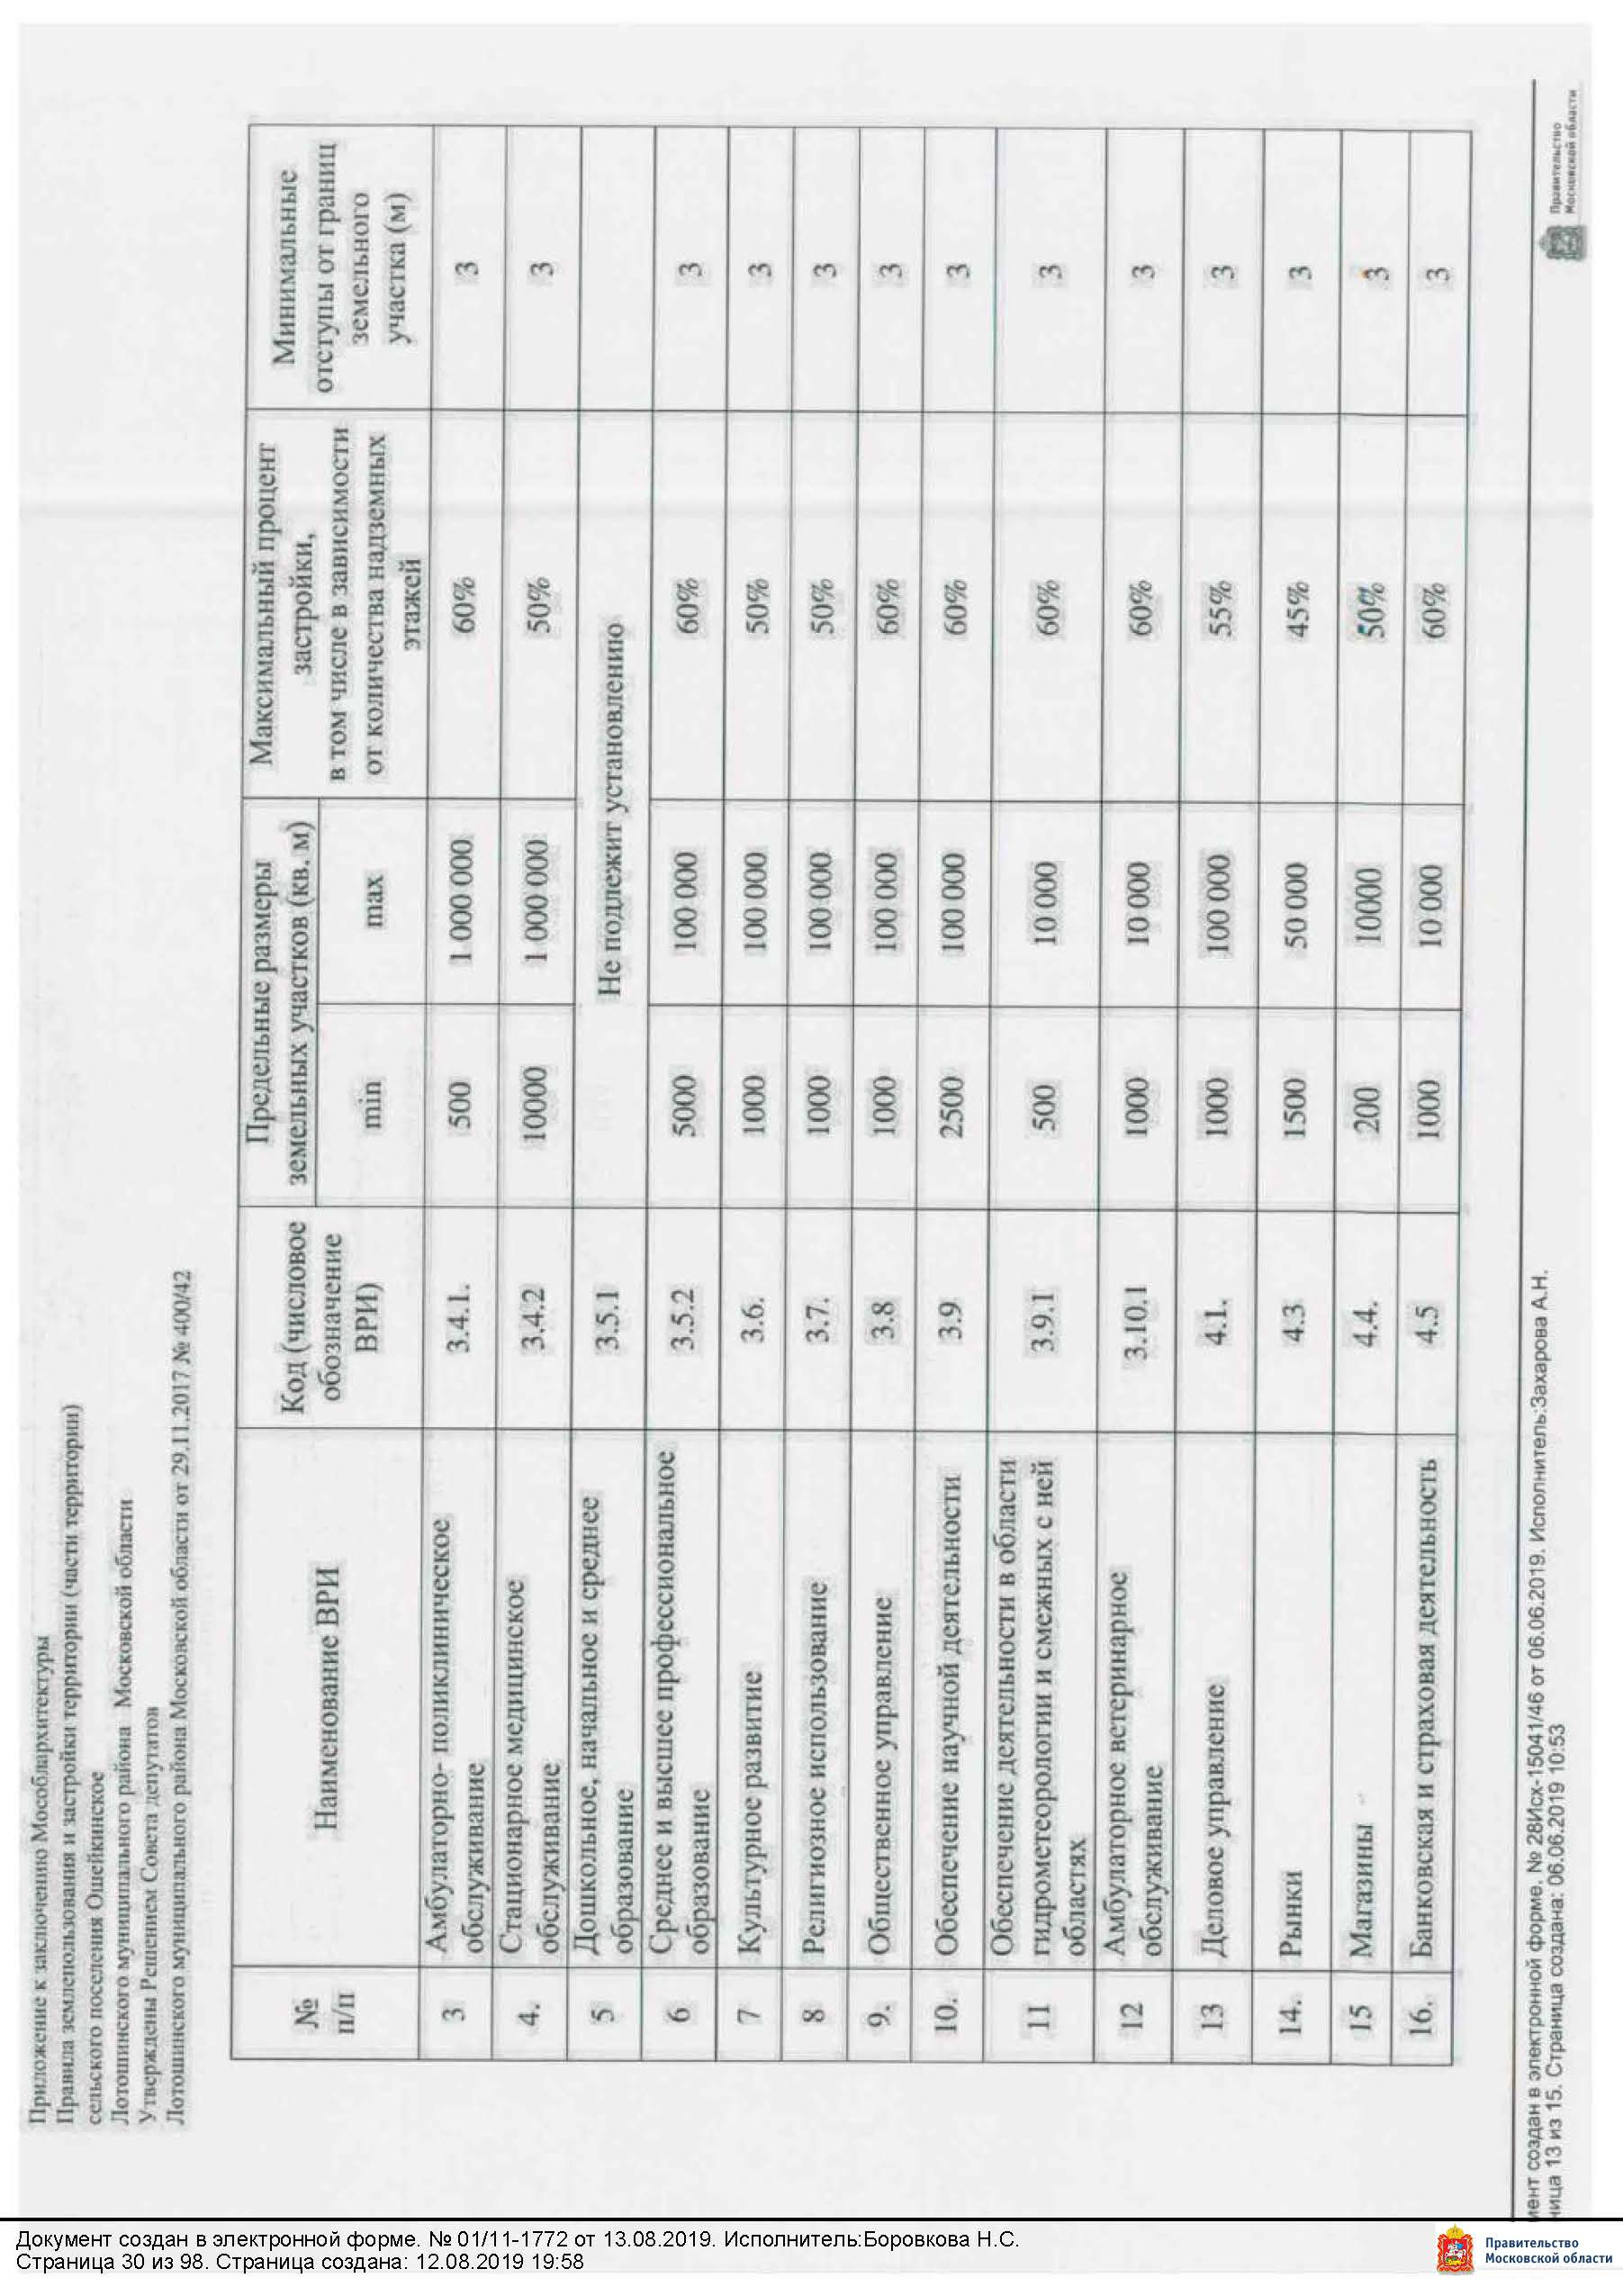 Приложение к заключению Мособлархитектуры
Правила землепользования и застройки территории (части территории)
сельского поселения Ошейкинское
Лотошинского муниципального района Московской области
Утверждены Решением Совета депутатов
Лотошинского муниципального района Московской области от 29.11.2017 № 400/42
№ п/п
Наименование ВРИ
Код (числовое обозначение ВРИ)
Предельные размеры земельных участков (кв. м)
min
max
Максимальный процент застройки,
в том числе в зависимости
от количества надземных
этажей
Минимальные
отступы от границ
земельного
участка (м)
3 Амбулаторно- поликлиническое 3.4.1. 500 1 000 000 60% 3
обслуживание
4. Стационарное медицинское 3.4.2 10000 1 000 000 50% 3
обслуживание
5 Дошкольное, начальное и среднее 3.5.1 Не подлежит установлению
образование
6 Среднее и высшее профессиональное 3.5.2 5000 100 000 60% 3
образование
7 Культурное развитие 3.6. 1000 100 000 50% 3
8 Религиозное использование 3.7. 1000 100 000 50% 3
9. Общественное управление 3.8 1000 100 000 60% 3
10. Обеспечение научной деятельности 3.9 2500 100 000 60% 3
11 Обеспечение деятельности в области 3.9.1 500 10 000 60% 3
гидрометеорологии и смежных с ней
областях
12 Амбулаторное ветеринарное 3.10.1 1000 10 000 60% 3
обслуживание
13 Деловое управление 4.1. 1000 100 000 55% 3
14. Рынки 4.3 1500 50 000 45% 3
15 Магазины 4.4. 200 10000 50% 3
16. Банковская и страховая деятельность 4.5 1000 10 000 60% 3
мент создан в электронной форме. № 28Исх-15041/46 от 06.06.2019. Исполнитель:Захарова А.Н.
ница 13 из 15. Страница создана: 06.06.2019 10:53
Правительство
Московской области
Документ создан в электронной форме. № 01/11-1772 от 13.08.2019. Исполнитель:Боровкова Н.С.
Страница 30 из 98. Страница создана: 12.08.2019 19:58
Правительство
Московской области